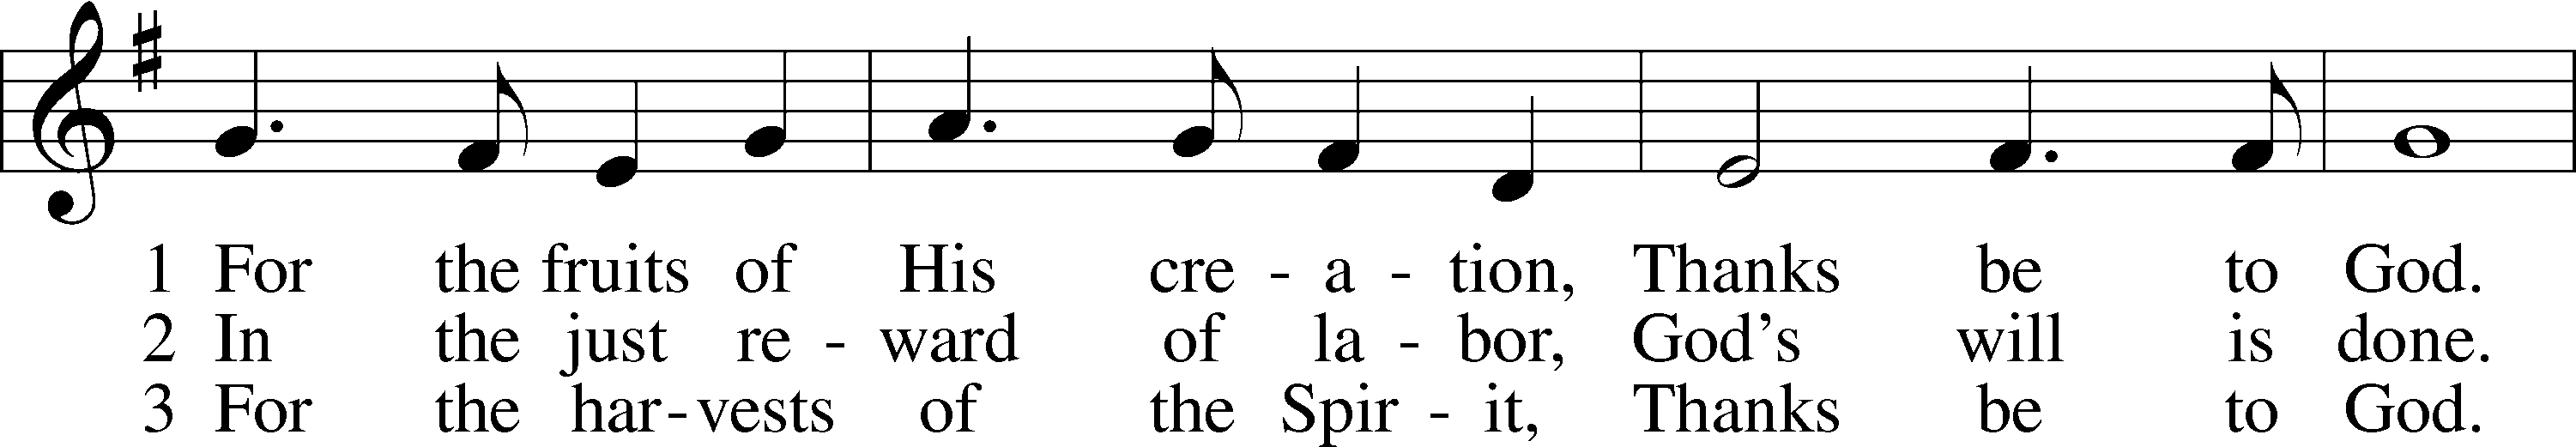 1 For the fruits of His cre - a - tion, Thanks be to God.
2 In the just re - ward of la - bor, God's will is done.
3 For the har - vests of the Spir - it, Thanks be to God.